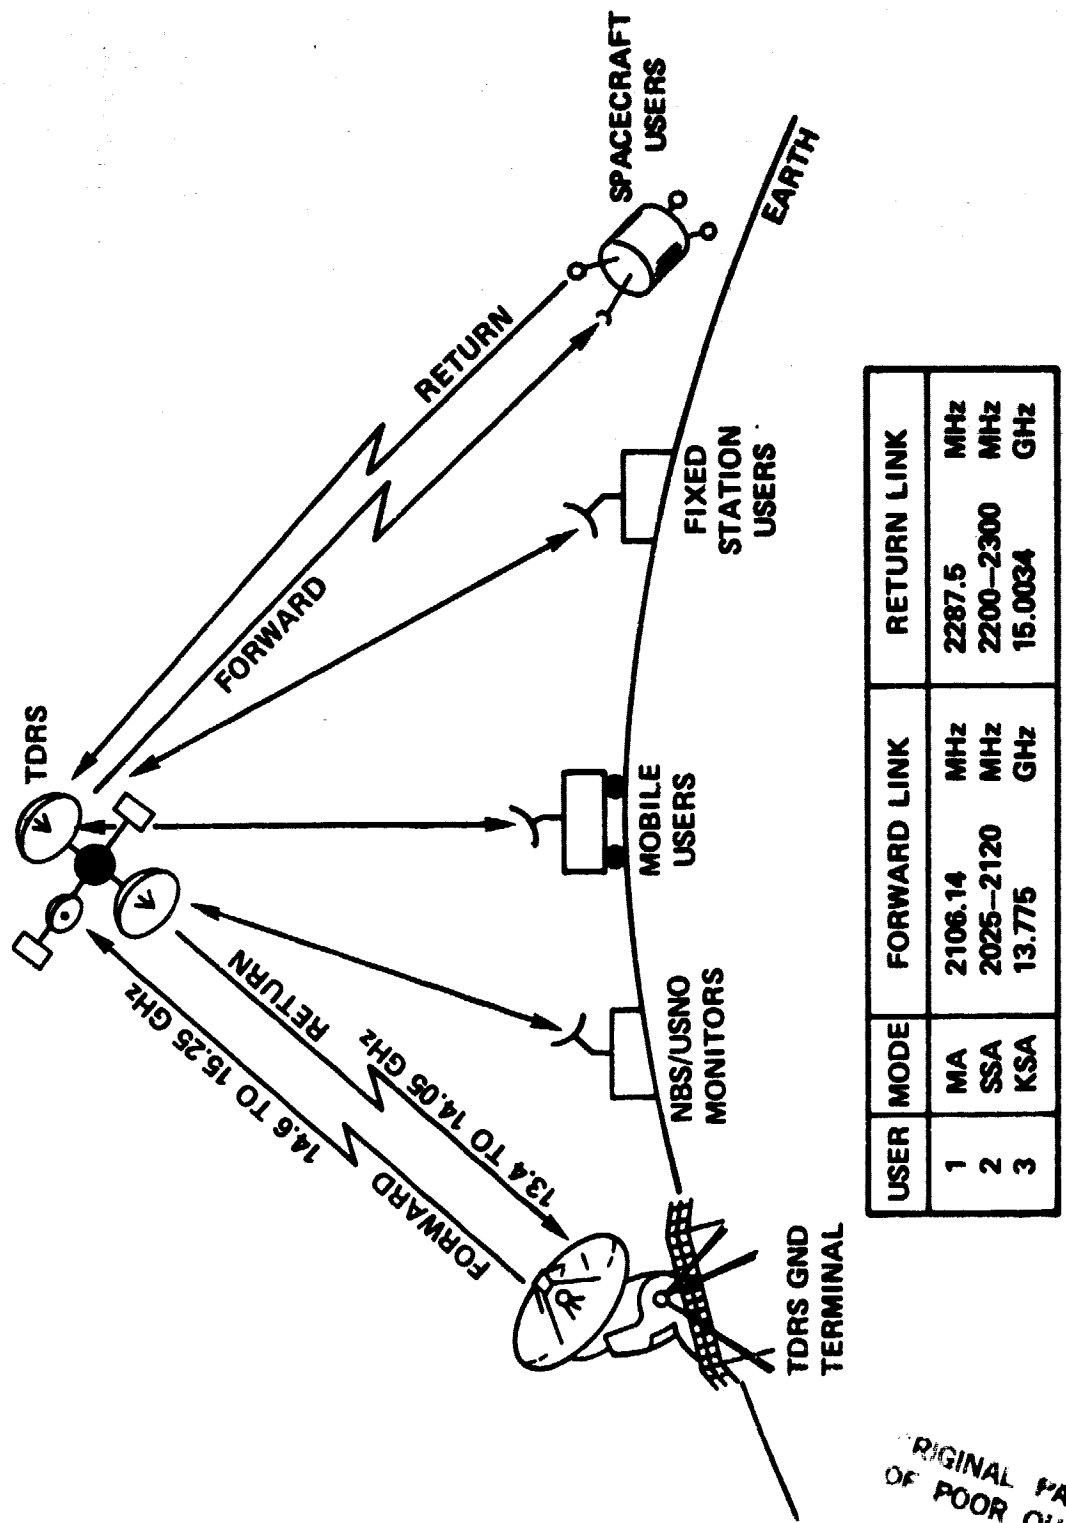 TDRS
14.6 TO 15.25 GHz
FORWARD
RETURN
13.4 TO 14.05 GHz
FORWARD
RETURN
SPACECRAFT
USERS
TDRS GND
TERMINAL
NBS/USNO
MONITORS
MOBILE
USERS
FIXED
STATION
USERS
EARTH
USER MODE FORWARD LINK RETURN LINK
1 MA 2106.14 MHz 2287.5 MHz
2 SSA 2025–2120 MHz 2200–2300 MHz
3 KSA 13.775 GHz 15.0034 GHz
OF POOR